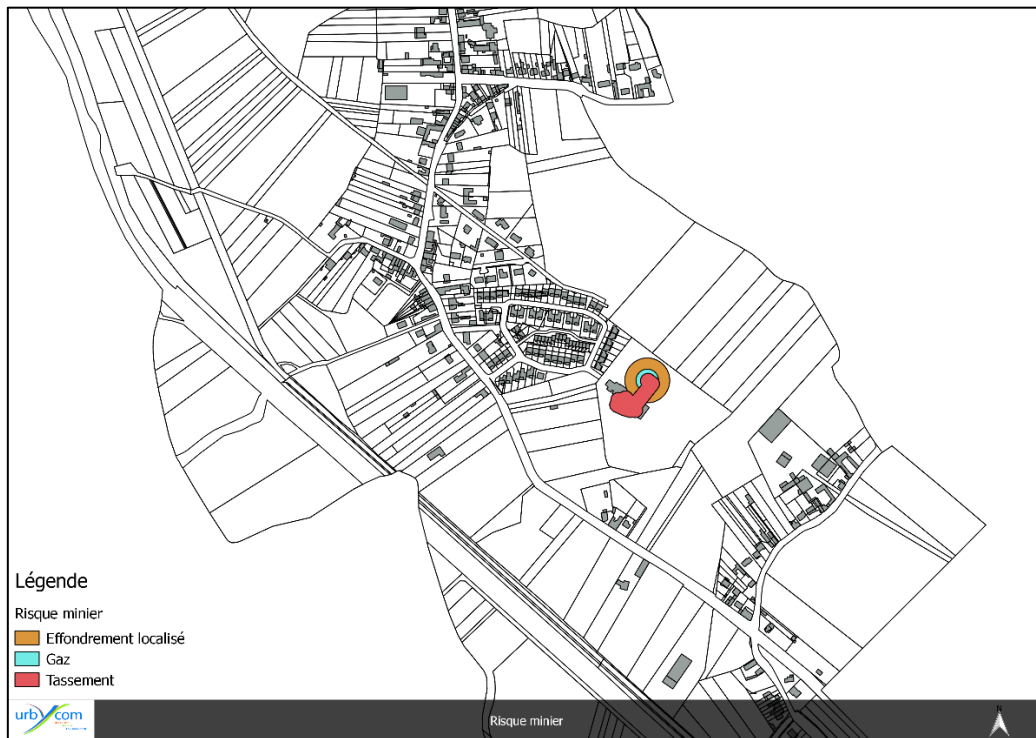 Légende
Risque minier
Effondrement localisé
Gaz
Tassement
urbycom
Risque minier
N